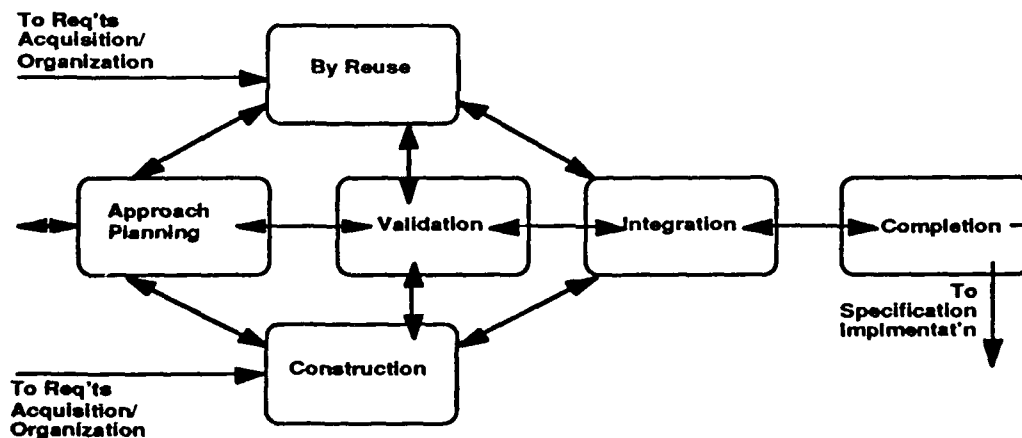 To Req'ts
Acquisition/
Organization
By Reuse
Approach
Planning
Validation
Integration
Completion
To
Specification
Implmentat'n
Construction
To Req'ts
Acquisition/
Organization